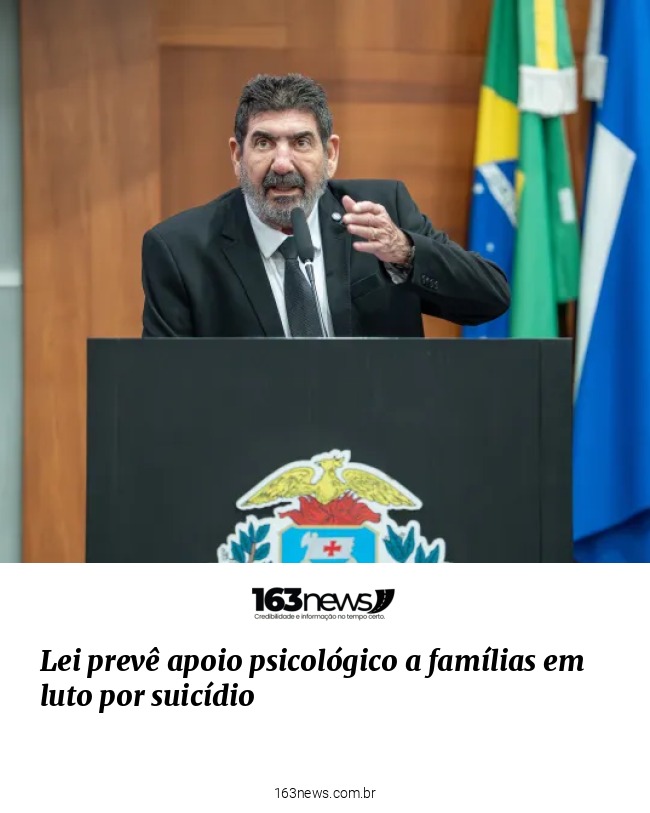 163news
Credibilidade e informação no tempo certo.
Lei prevê apoio psicológico a famílias em
luto por suicídio
163news.com.br